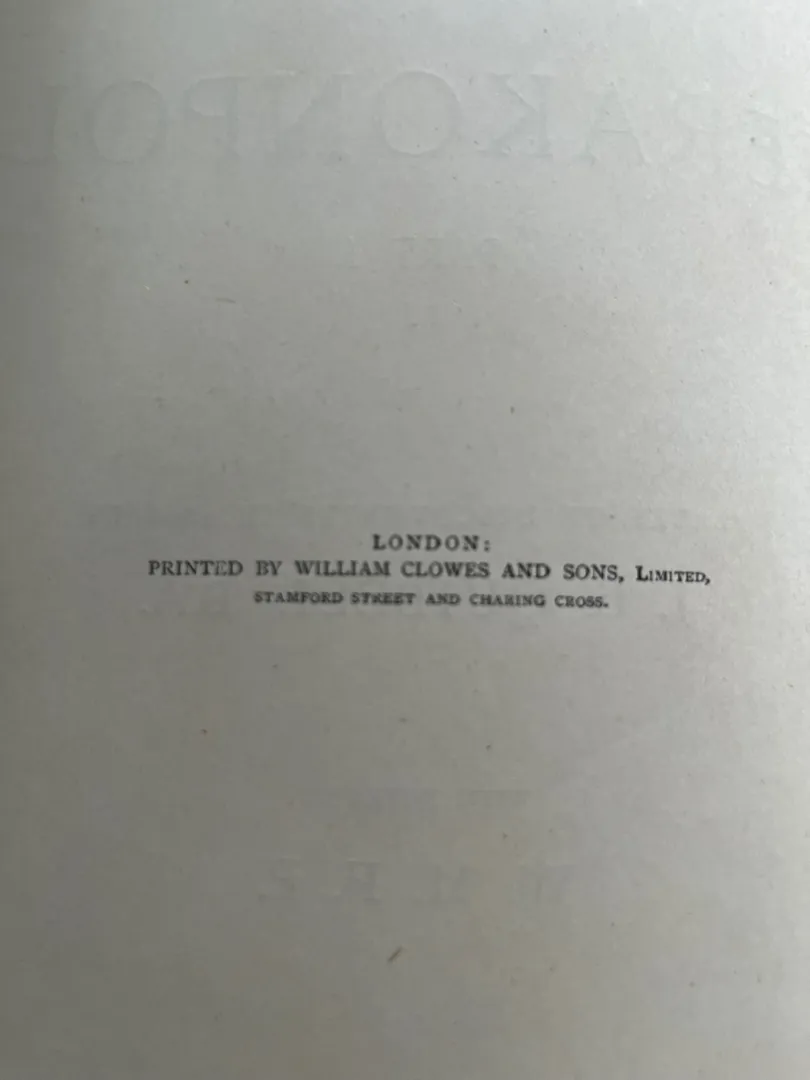 LONDON:
PRINTED BY WILLIAM CLOWES AND SONS, LIMITED,
STAMFORD STREET AND CHARING CROSS.